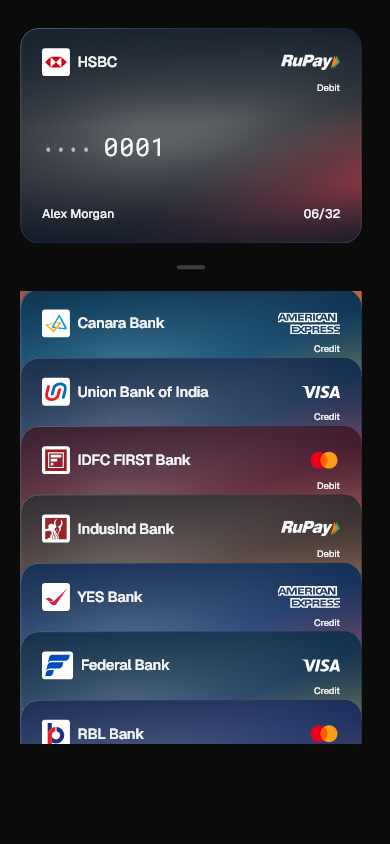 HSBC
RuPay
Debit
•••• 0001
Alex Morgan
06/32
Canara Bank
AMERICAN
EXPRESS
Credit
Union Bank of India
VISA
Credit
IDFC FIRST Bank
Debit
IndusInd Bank
RuPay
Debit
YES Bank
AMERICAN
EXPRESS
Credit
Federal Bank
VISA
Credit
RBL Bank